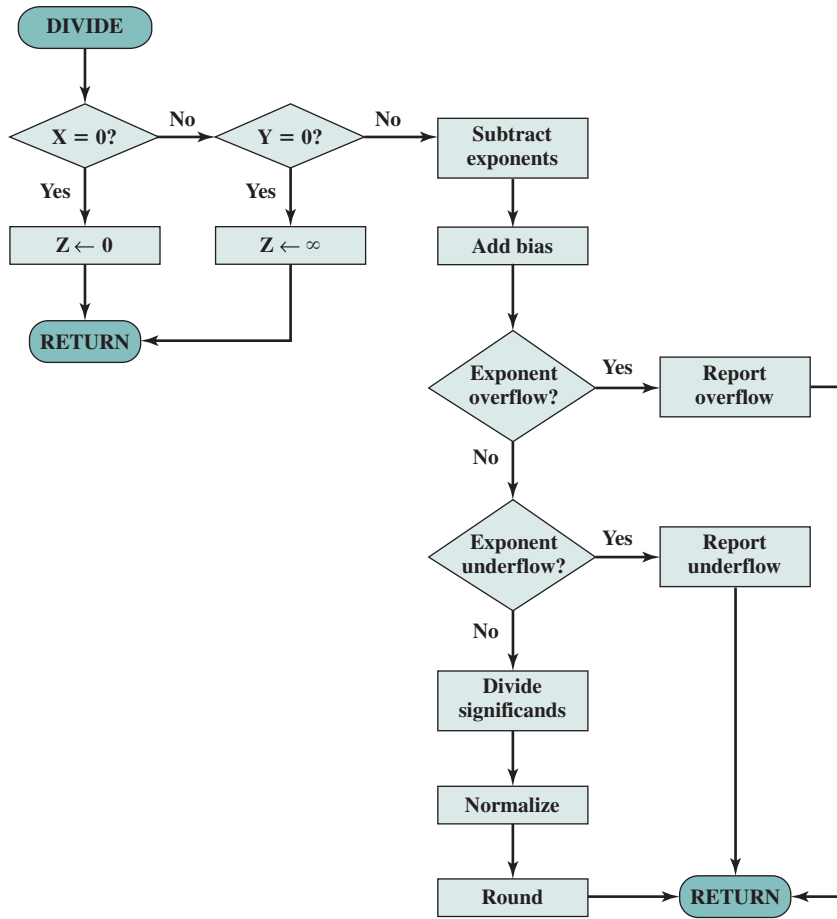 DIVIDE
X = 0?
No
Y = 0?
No
Subtract
exponents
Yes
Yes
Z ← 0
Z ← ∞
Add bias
RETURN
Exponent
overflow?
Yes
Report
overflow
No
Exponent
underflow?
Yes
Report
underflow
No
Divide
significands
Normalize
Round
RETURN